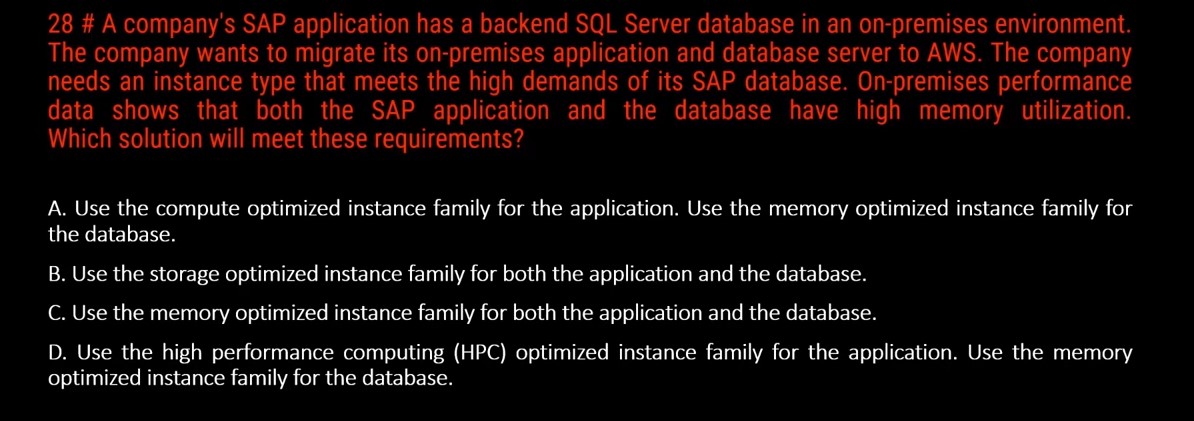 28 # A company's SAP application has a backend SQL Server database in an on-premises environment.
The company wants to migrate its on-premises application and database server to AWS. The company
needs an instance type that meets the high demands of its SAP database. On-premises performance
data shows that both the SAP application and the database have high memory utilization.
Which solution will meet these requirements?
A. Use the compute optimized instance family for the application. Use the memory optimized instance family for
the database.
B. Use the storage optimized instance family for both the application and the database.
C. Use the memory optimized instance family for both the application and the database.
D. Use the high performance computing (HPC) optimized instance family for the application. Use the memory
optimized instance family for the database.